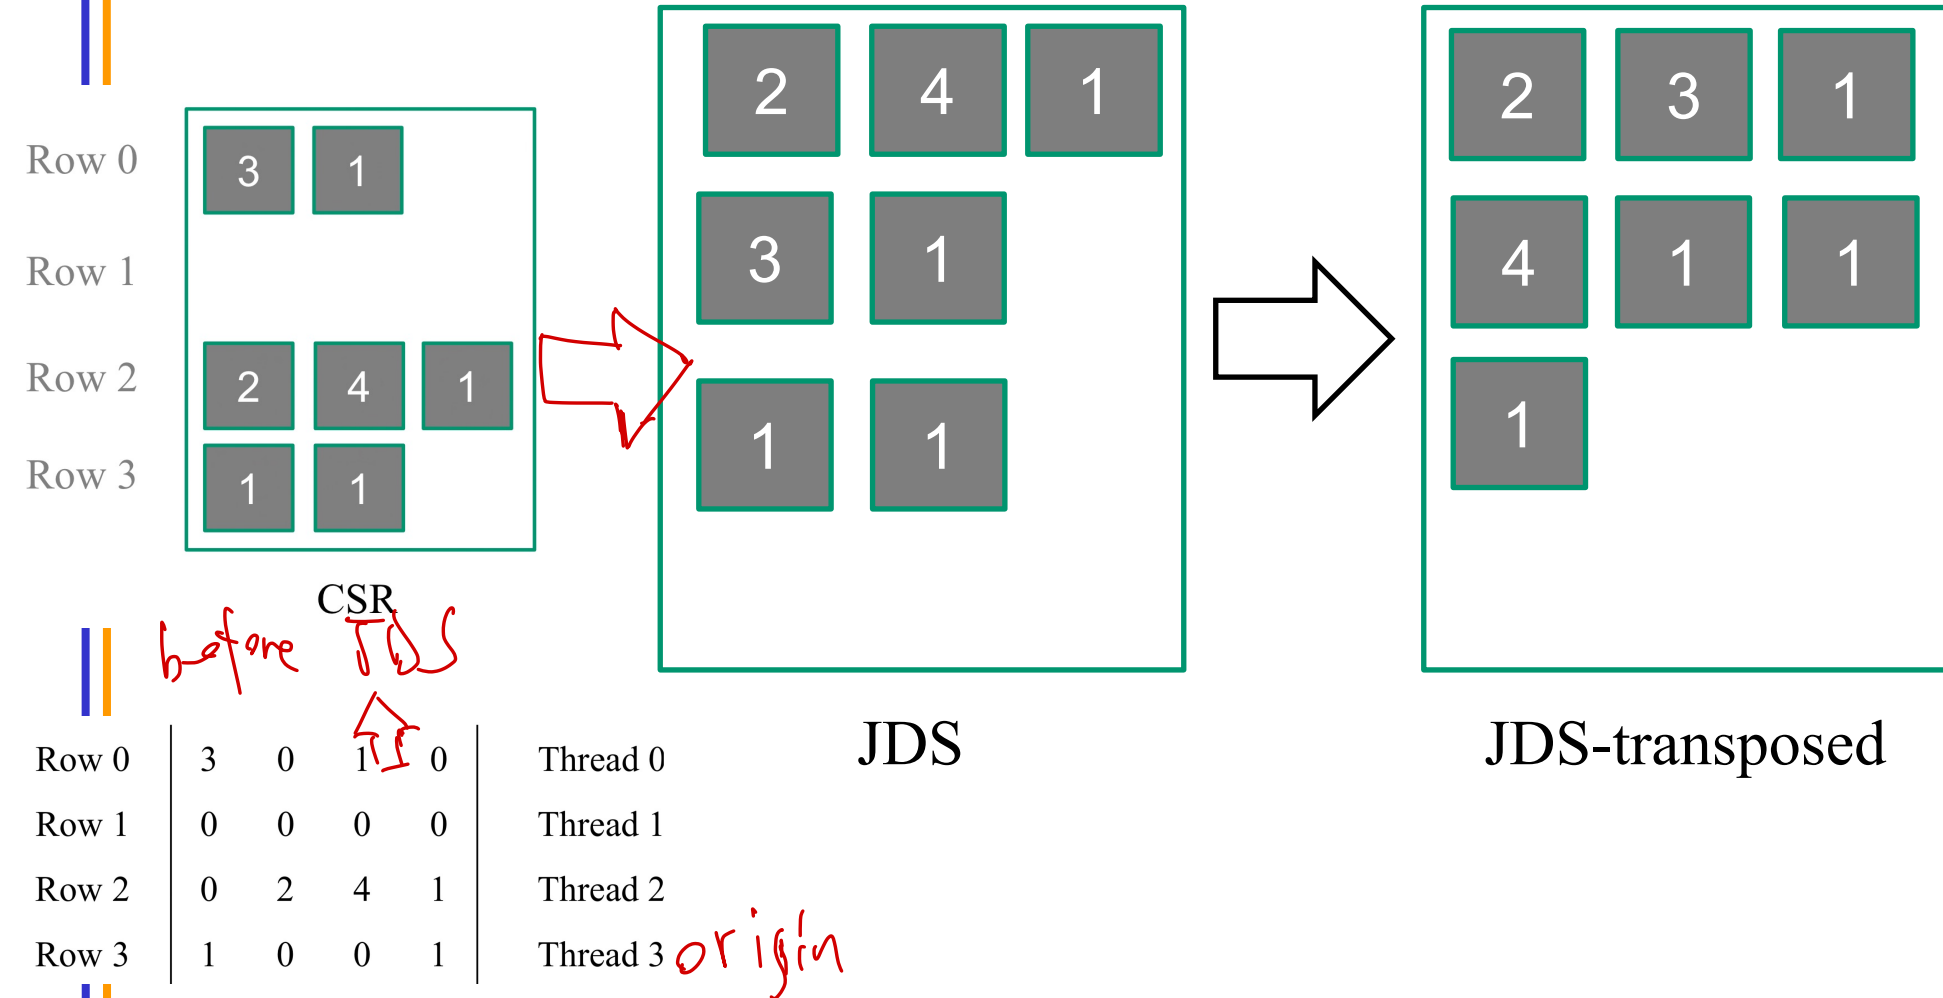 Row 0 3 1
Row 1
Row 2 2 4 1
Row 3 1 1
CSR
before JDS
2 4 1
3 1
1 1
JDS
2 3 1
4 1 1
1
JDS-transposed
Row 0 3 0 1 0 Thread 0
Row 1 0 0 0 0 Thread 1
Row 2 0 2 4 1 Thread 2
Row 3 1 0 0 1 Thread 3
origin